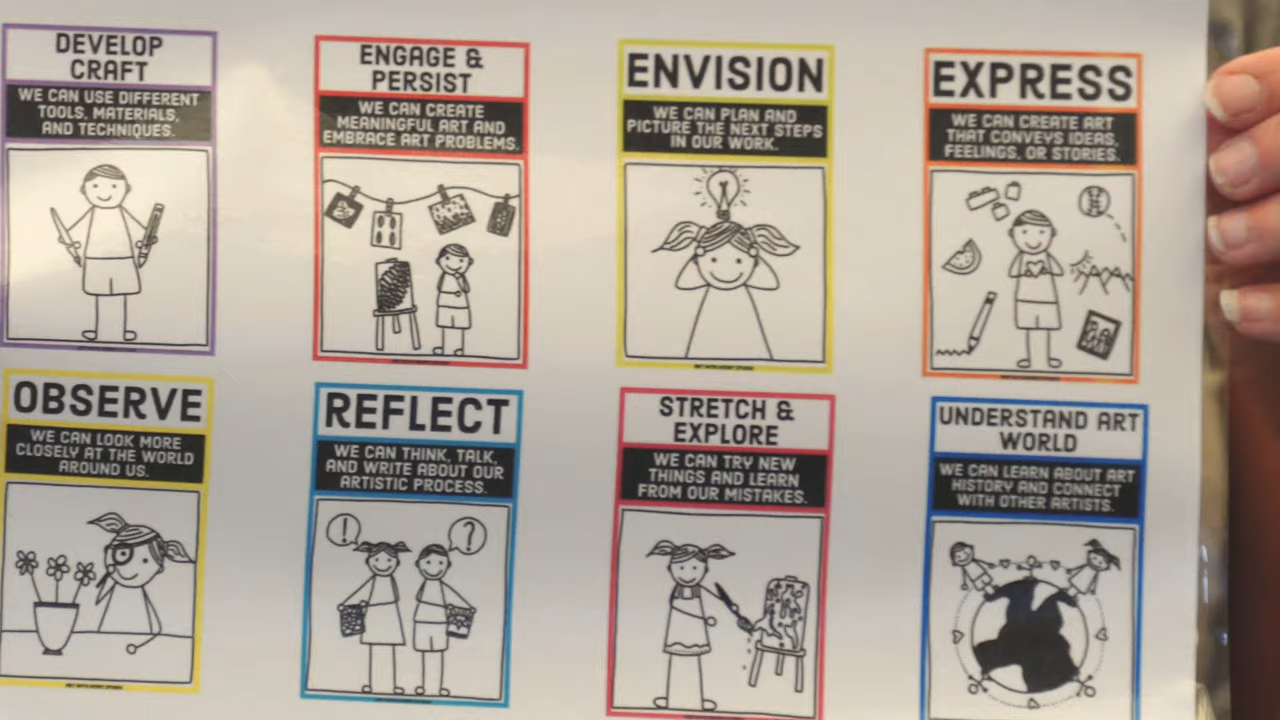 DEVELOP
CRAFT
WE CAN USE DIFFERENT
TOOLS, MATERIALS,
AND TECHNIQUES.
ENGAGE &
PERSIST
WE CAN CREATE
MEANINGFUL ART AND
EMBRACE ART PROBLEMS.
ENVISION
WE CAN PLAN AND
PICTURE THE NEXT STEPS
IN OUR WORK.
EXPRESS
WE CAN CREATE ART
THAT CONVEYS IDEAS,
FEELINGS, OR STORIES.
OBSERVE
WE CAN LOOK MORE
CLOSELY AT THE WORLD
AROUND US.
REFLECT
WE CAN THINK, TALK,
AND WRITE ABOUT OUR
ARTISTIC PROCESS.
!
?
STRETCH &
EXPLORE
WE CAN TRY NEW
THINGS AND LEARN
FROM OUR MISTAKES.
UNDERSTAND ART
WORLD
WE CAN LEARN ABOUT ART
HISTORY AND CONNECT
WITH OTHER ARTISTS.